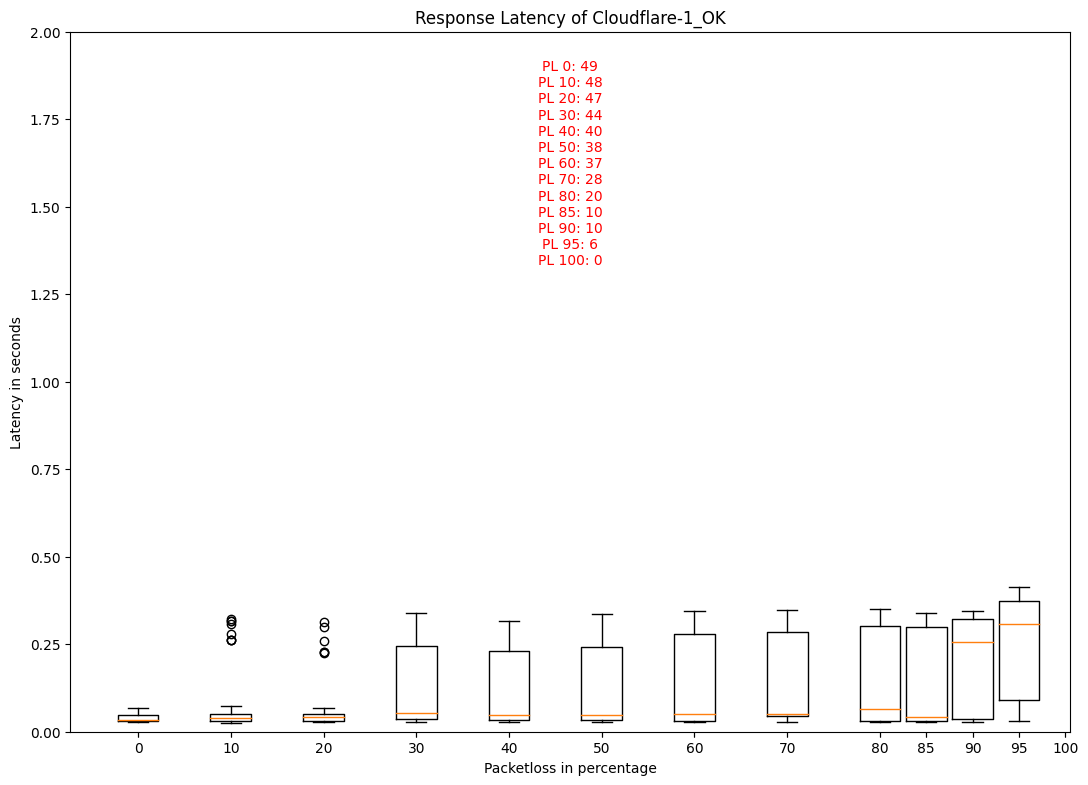 Response Latency of Cloudflare-1_OK
2.00
1.75
1.50
1.25
1.00
0.75
0.50
0.25
0.00
Latency in seconds
PL 0: 49
PL 10: 48
PL 20: 47
PL 30: 44
PL 40: 40
PL 50: 38
PL 60: 37
PL 70: 28
PL 80: 20
PL 85: 10
PL 90: 10
PL 95: 6
PL 100: 0
0 10 20 30 40 50 60 70 80 85 90 95 100
Packetloss in percentage